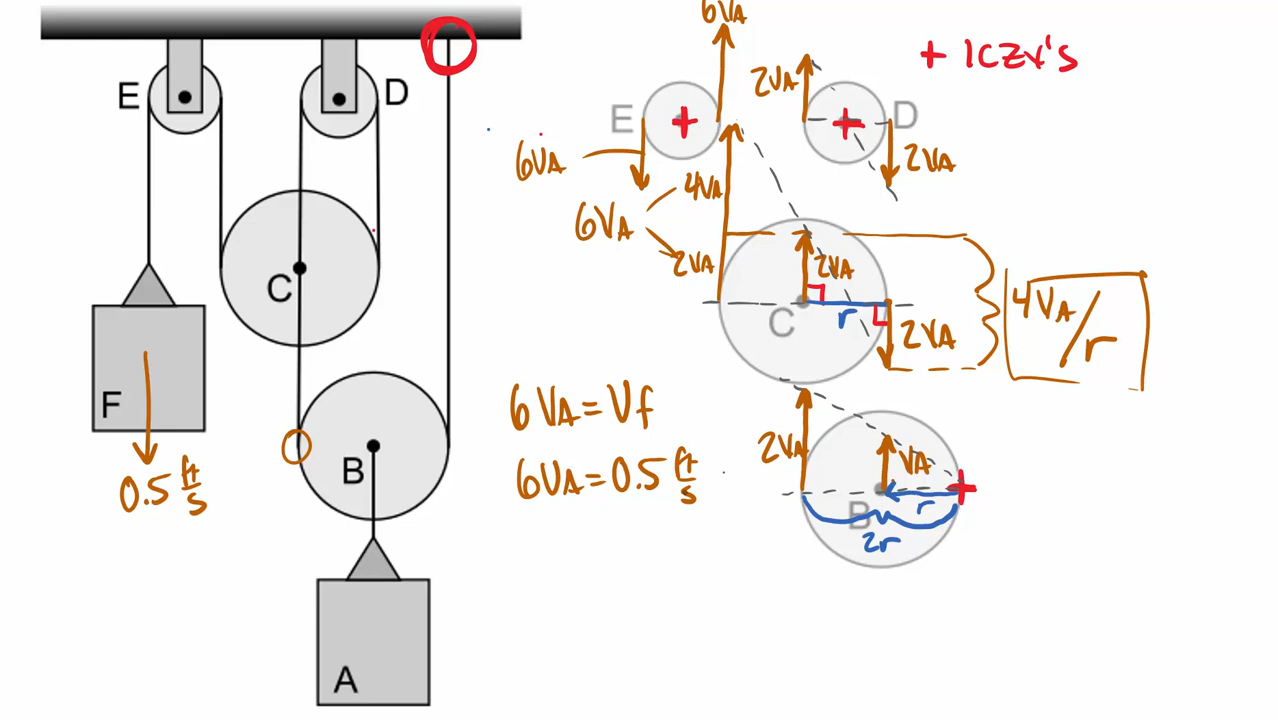 E
D
C
B
F
0.5 ft/s
A
6VA
+ ICZV's
2VA
E
D
6VA
2VA
4VA
6VA
2VA
2VA
C
r
2VA
4VA/r
6VA = Vf
6VA = 0.5 ft/s
2VA
VA
B
r
2r